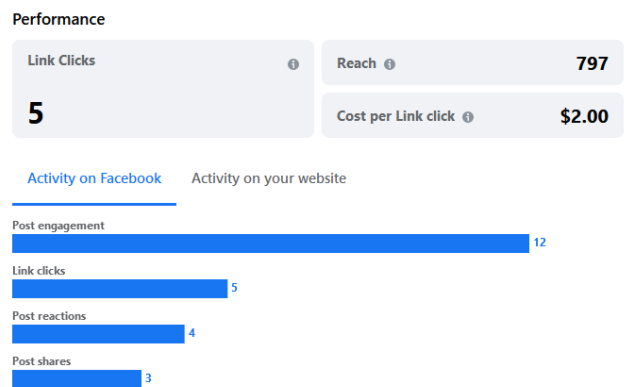 Performance
Link Clicks
5
Reach
797
Cost per Link click
$2.00
Activity on Facebook
Activity on your website
Post engagement
12
Link clicks
5
Post reactions
4
Post shares
3